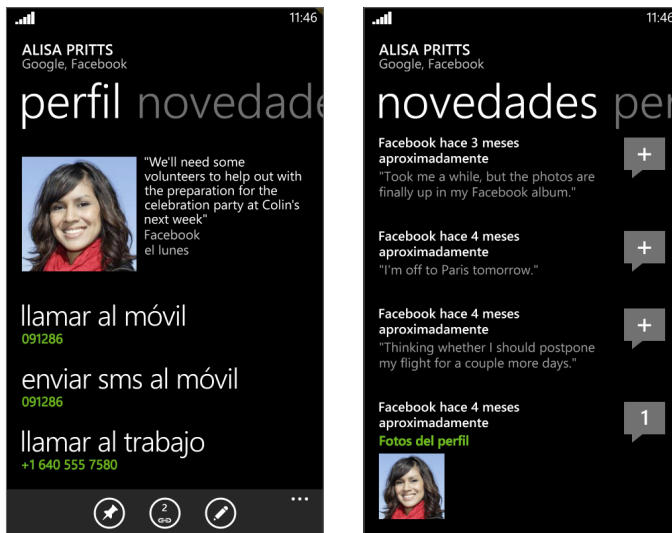 11:46
ALISA PRITTS
Google, Facebook
perfil novedade
"We'll need some
volunteers to help out with
the preparation for the
celebration party at Colin's
next week"
Facebook
el lunes
llamar al móvil
091286
enviar sms al móvil
091286
llamar al trabajo
+1 640 555 7580
2
...
11:46
ALISA PRITTS
Google, Facebook
novedades per
Facebook hace 3 meses
aproximadamente
+
"Took me a while, but the photos are
finally up in my Facebook album."
Facebook hace 4 meses
aproximadamente
+
"I'm off to Paris tomorrow."
Facebook hace 4 meses
aproximadamente
+
"Thinking whether I should postpone
my flight for a couple more days."
Facebook hace 4 meses
aproximadamente
1
Fotos del perfil